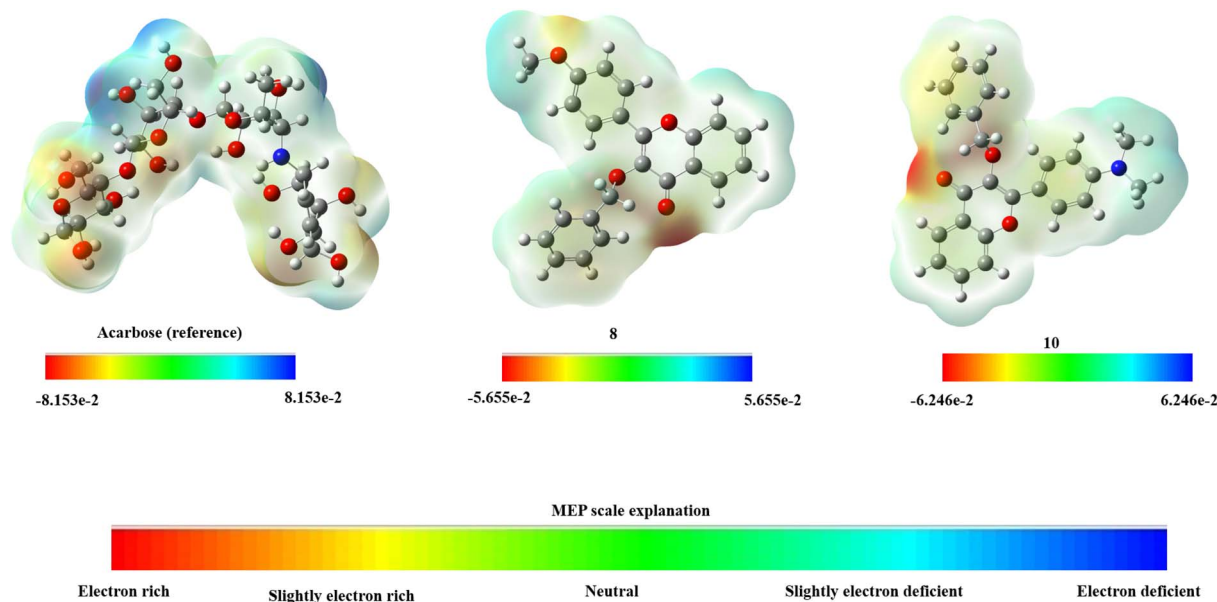 Acarbose (reference)
8
10
-8.153e-2 8.153e-2
-5.655e-2 5.655e-2
-6.246e-2 6.246e-2
MEP scale explanation
Electron rich Slightly electron rich Neutral Slightly electron deficient Electron deficient